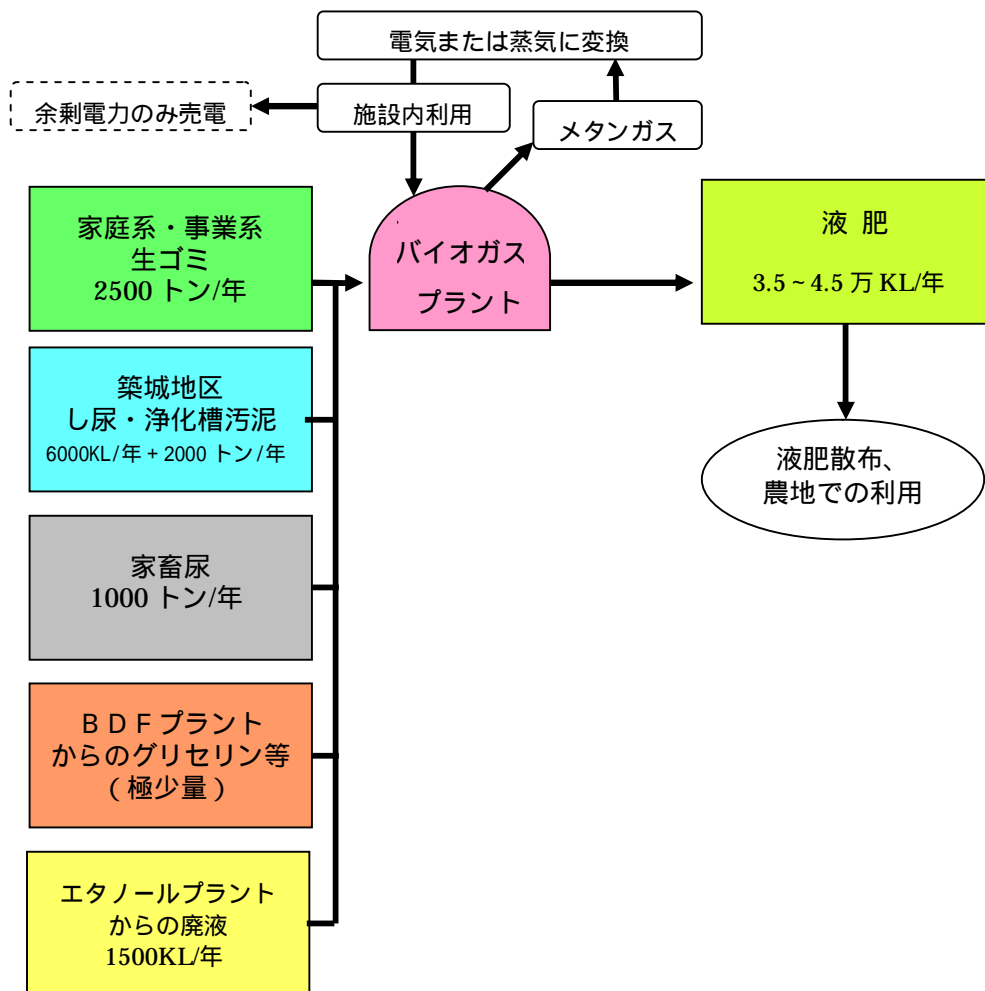 電気または蒸気に変換
余剰電力のみ売電
施設内利用
メタンガス
家庭系・事業系
生ゴミ
2500 トン/年
バイオガス
プラント
液 肥
3.5~4.5 万 KL/年
築城地区
し尿・浄化槽汚泥
6000KL/年+2000 トン/年
液肥散布、
農地での利用
家畜尿
1000 トン/年
BDFプラント
からのグリセリン等
(極少量)
エタノールプラント
からの廃液
1500KL/年